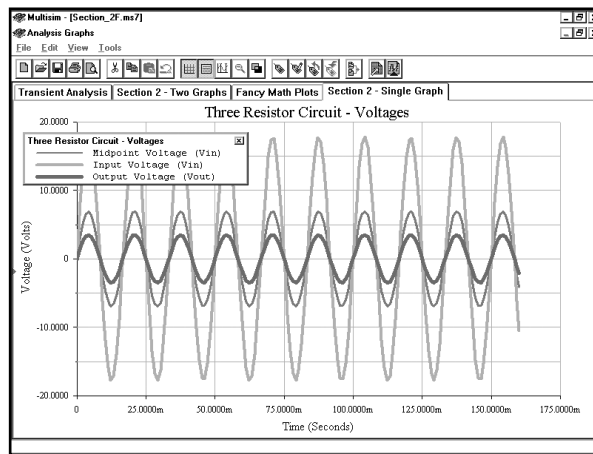 Multisim - [Section_2F.ms7]
Analysis Graphs
File Edit View Tools
Transient Analysis Section 2 - Two Graphs Fancy Math Plots Section 2 - Single Graph
Three Resistor Circuit - Voltages
Three Resistor Circuit - Voltages
Midpoint Voltage (Vin)
Input Voltage (Vin)
Output Voltage (Vout)
Voltage (Volts)
20.0000
10.0000
0
-10.0000
-20.0000
0 25.0000m 50.0000m 75.0000m 100.0000m 125.0000m 150.0000m 175.0000m
Time (Seconds)